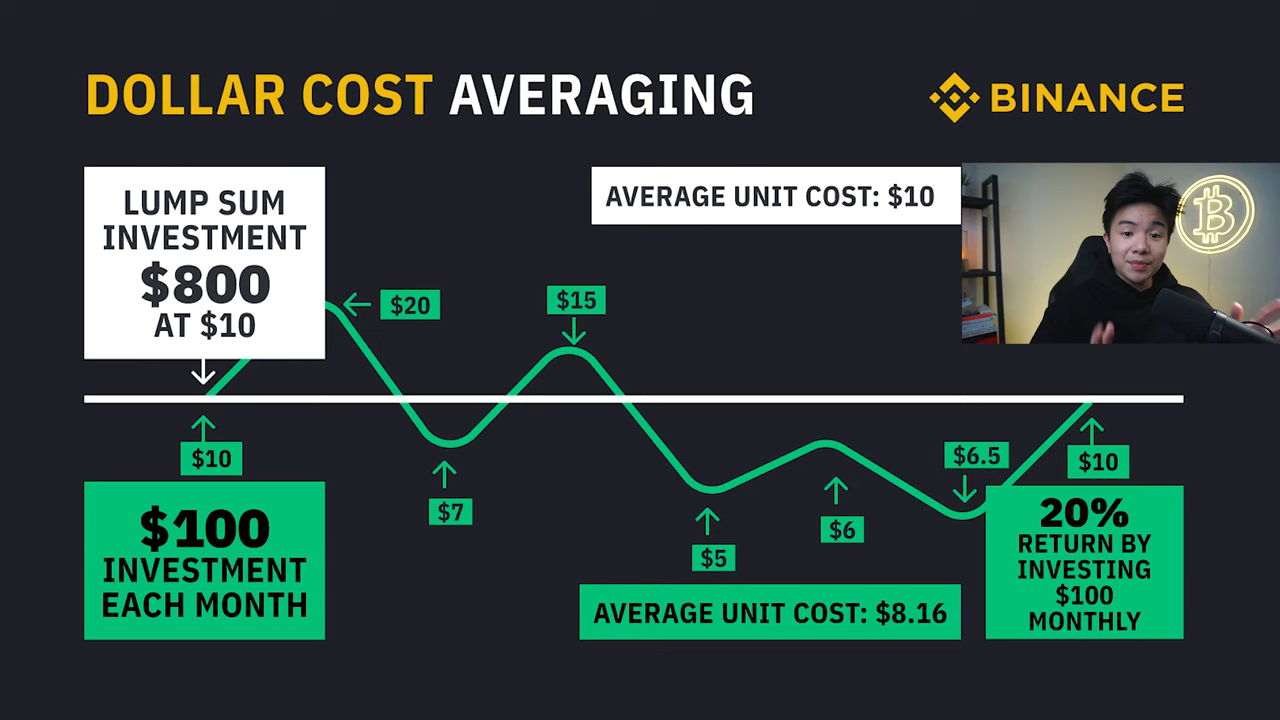 DOLLAR COST AVERAGING
BINANCE
LUMP SUM
INVESTMENT
$800
AT $10
AVERAGE UNIT COST: $10
$20
$15
$10
$7
$5
$6
$6.5
$10
$100
INVESTMENT
EACH MONTH
AVERAGE UNIT COST: $8.16
20%
RETURN BY
INVESTING
$100
MONTHLY